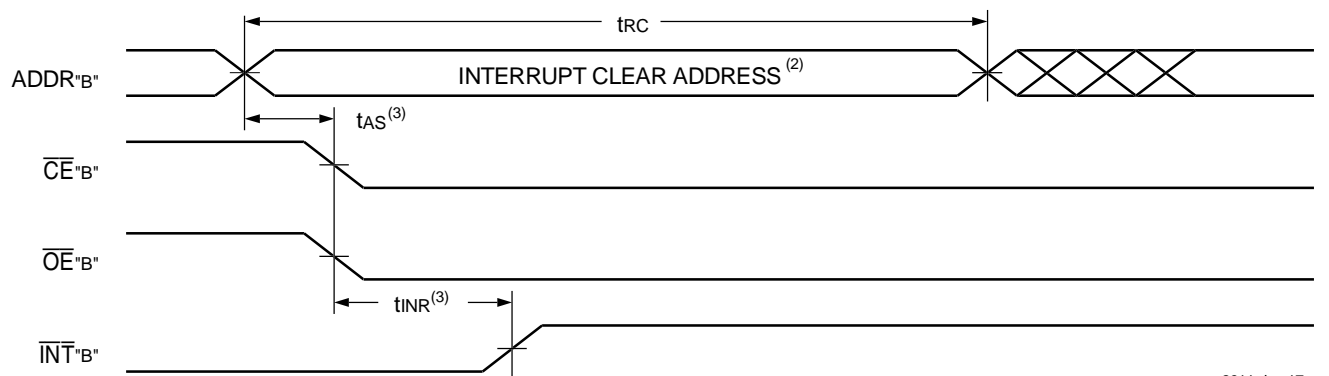 tRC
ADDR"B"
INTERRUPT CLEAR ADDRESS (2)
tAS(3)
CE"B"
OE"B"
tINR(3)
INT"B"